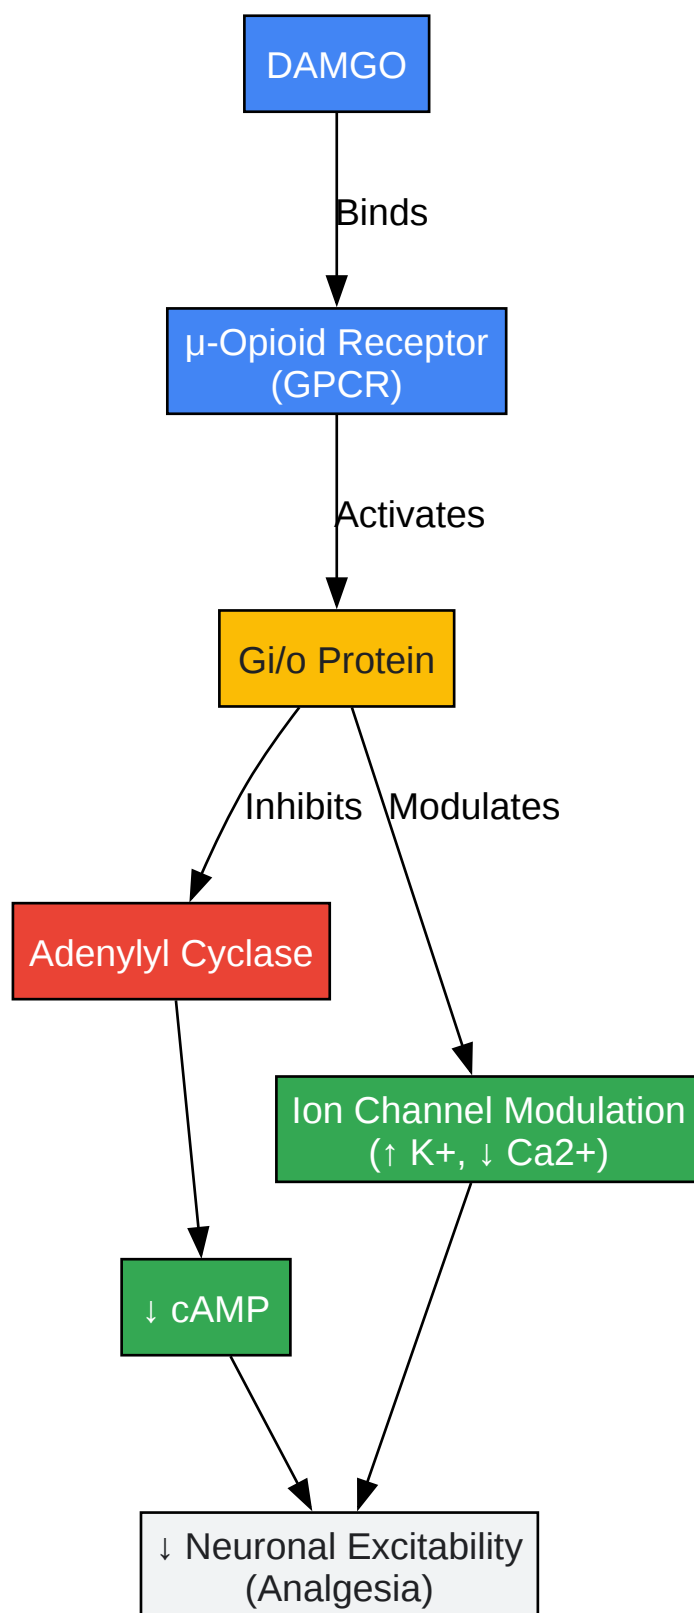 DAMGO
Binds
μ-Opioid Receptor
(GPCR)
Activates
Gi/o Protein
Inhibits
Modulates
Adenylyl Cyclase
Ion Channel Modulation
(↑ K+, ↓ Ca2+)
↓ cAMP
↓ Neuronal Excitability
(Analgesia)